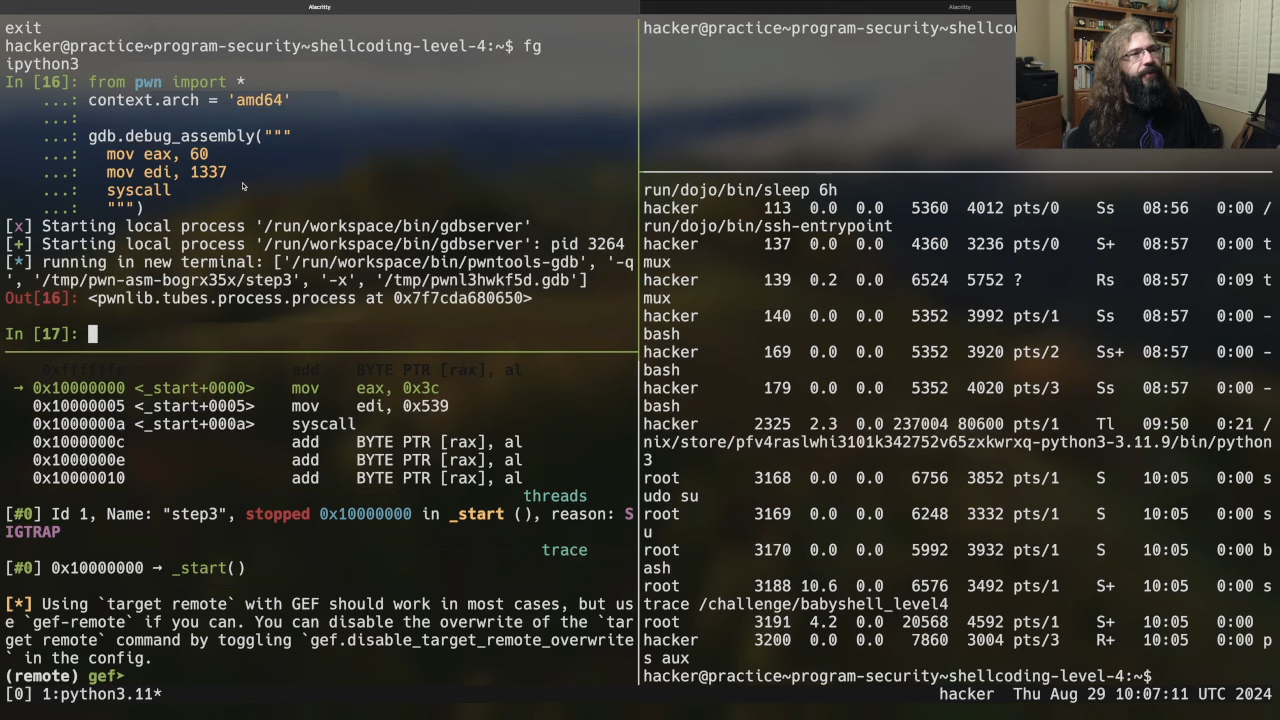 Alacritty
Alacritty
exit
hacker@practice~program-security~shellcoding-level-4:~$ fg
ipython3
In [16]: from pwn import *
...: context.arch = 'amd64'
...:
...: gdb.debug_assembly("""
...: mov eax, 60
...: mov edi, 1337
...: syscall
...: """)
[x] Starting local process '/run/workspace/bin/gdbserver'
[+] Starting local process '/run/workspace/bin/gdbserver': pid 3264
[*] running in new terminal: ['/run/workspace/bin/pwntools-gdb', '-q
', '/tmp/pwn-asm-bogrx35x/step3', '-x', '/tmp/pwnl3hwkf5d.gdb']
Out[16]: <pwnlib.tubes.process.process at 0x7f7cda680650>
In [17]:
0xffffffe add BYTE PTR [rax], al
→ 0x10000000 <_start+0000> mov eax, 0x3c
0x10000005 <_start+0005> mov edi, 0x539
0x1000000a <_start+000a> syscall
0x1000000c add BYTE PTR [rax], al
0x1000000e add BYTE PTR [rax], al
0x10000010 add BYTE PTR [rax], al
threads
[#0] Id 1, Name: "step3", stopped 0x10000000 in _start (), reason: S
IGTRAP
trace
[#0] 0x10000000 → _start()
[*] Using `target remote` with GEF should work in most cases, but us
e `gef-remote` if you can. You can disable the overwrite of the `tar
get remote` command by toggling `gef.disable_target_remote_overwrite
` in the config.
(remote) gef➤
hacker@practice~program-security~shellco
run/dojo/bin/sleep 6h
hacker 113 0.0 0.0 5360 4012 pts/0 Ss 08:56 0:00 /
run/dojo/bin/ssh-entrypoint
hacker 137 0.0 0.0 4360 3236 pts/0 S+ 08:57 0:00 t
mux
hacker 139 0.2 0.0 6524 5752 ? Rs 08:57 0:09 t
mux
hacker 140 0.0 0.0 5352 3992 pts/1 Ss 08:57 0:00 -
bash
hacker 169 0.0 0.0 5352 3920 pts/2 Ss+ 08:57 0:00 -
bash
hacker 179 0.0 0.0 5352 4020 pts/3 Ss 08:57 0:00 -
bash
hacker 2325 2.3 0.0 237004 80600 pts/1 Tl 09:50 0:21 /
nix/store/pfv4raslwhi3101k342752v65zxkwrxq-python3-3.11.9/bin/python
3
root 3168 0.0 0.0 6756 3852 pts/1 S 10:05 0:00 s
udo su
root 3169 0.0 0.0 6248 3332 pts/1 S 10:05 0:00 s
u
root 3170 0.0 0.0 5992 3932 pts/1 S 10:05 0:00 b
ash
root 3188 10.6 0.0 6576 3492 pts/1 S+ 10:05 0:00 s
trace /challenge/babyshell_level4
root 3191 4.2 0.0 20568 4592 pts/1 S+ 10:05 0:00
hacker 3200 0.0 0.0 7860 3004 pts/3 R+ 10:05 0:00 p
s aux
hacker@practice~program-security~shellcoding-level-4:~$
[0] 1:python3.11*
hacker Thu Aug 29 10:07:11 UTC 2024